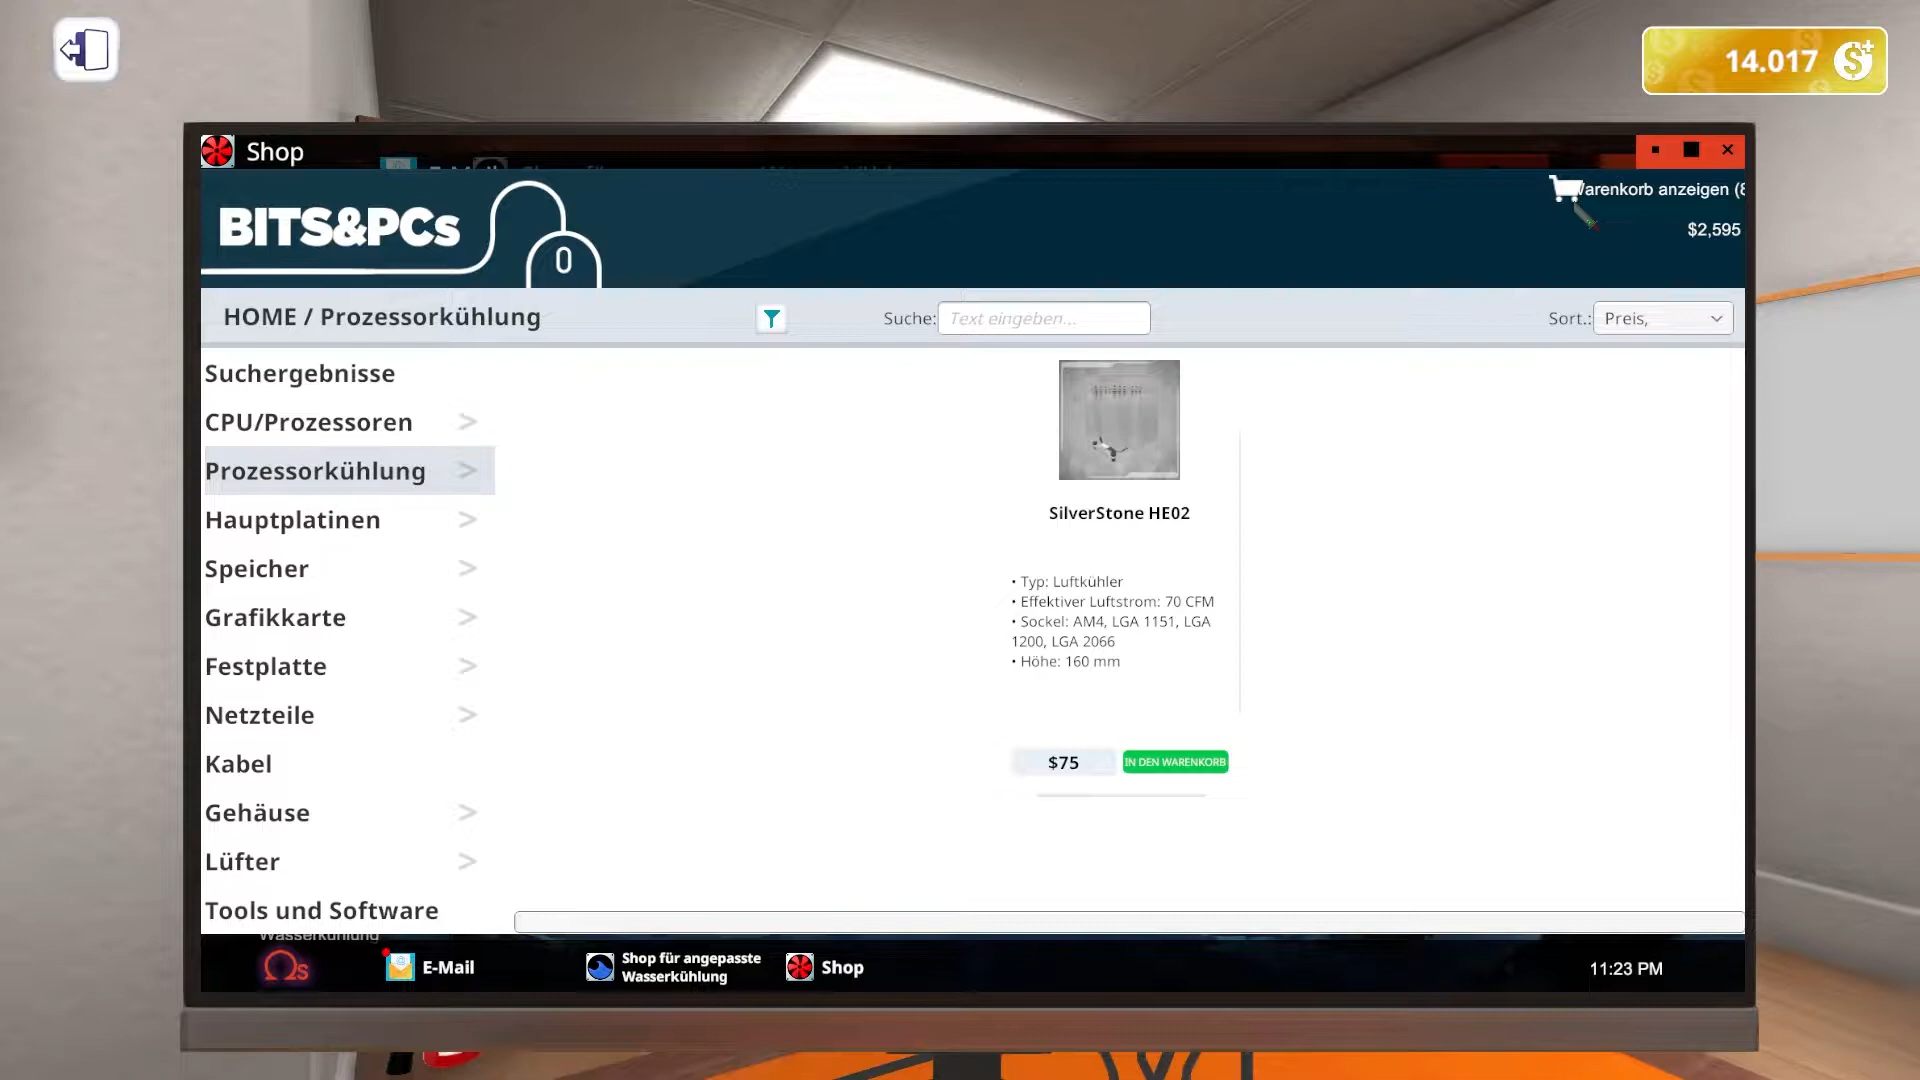 14.017
Shop
BITS&PCs
arenkorb anzeigen (8
$2,595
HOME / Prozessorkühlung
Suche:
Text eingeben...
Sort.:
Preis,
Suchergebnisse
CPU/Prozessoren
Prozessorkühlung
Hauptplatinen
Speicher
Grafikkarte
Festplatte
Netzteile
Kabel
Gehäuse
Lüfter
Tools und Software
SilverStone HE02
• Typ: Luftkühler
• Effektiver Luftstrom: 70 CFM
• Sockel: AM4, LGA 1151, LGA
1200, LGA 2066
• Höhe: 160 mm
$75
IN DEN WARENKORB
Wasserkühlung
Ωs
E-Mail
Shop für angepasste
Wasserkühlung
Shop
11:23 PM